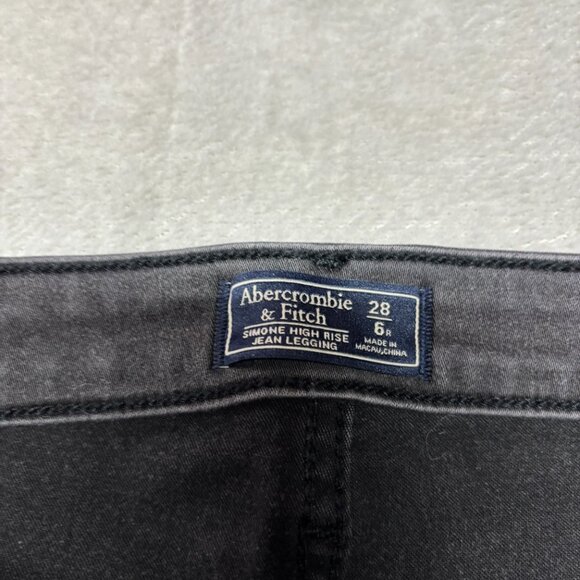 Abercrombie
& Fitch
SIMONE HIGH RISE
JEAN LEGGING
28
6R
MADE IN
MACAU,CHINA